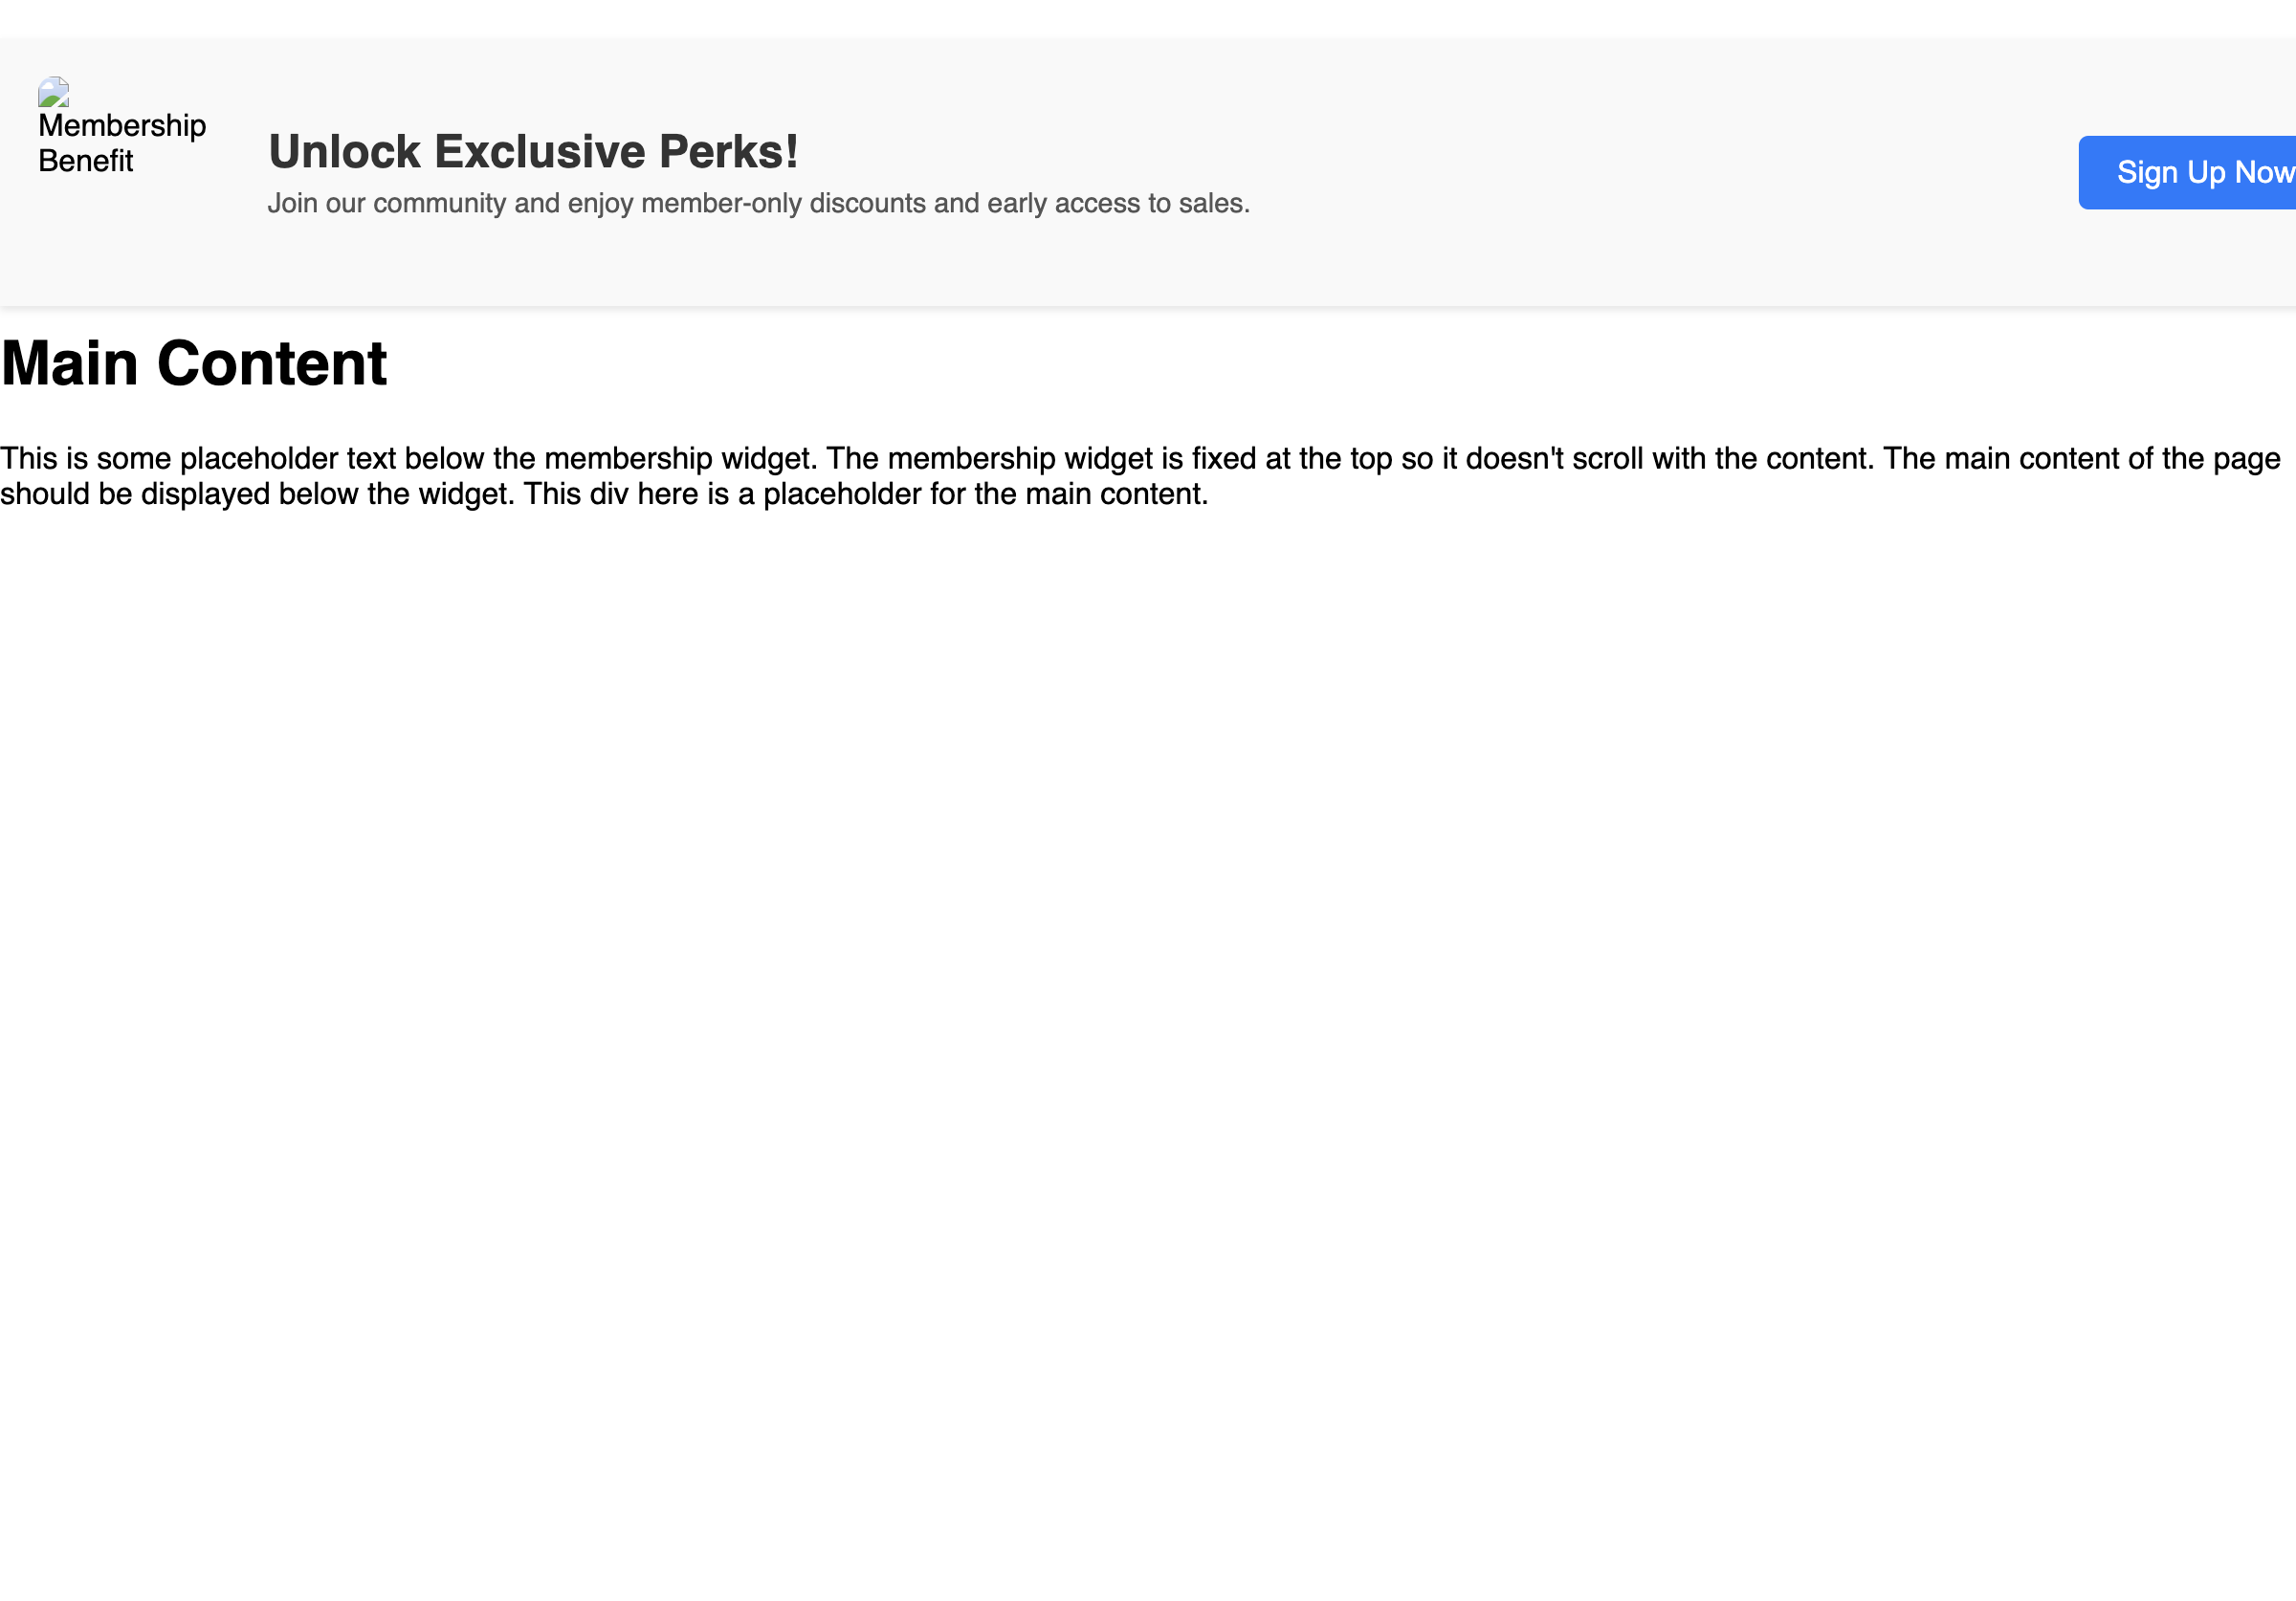 Membership
Benefit
Unlock Exclusive Perks!
Join our community and enjoy member-only discounts and early access to sales.
Sign Up Now
Main Content
This is some placeholder text below the membership widget. The membership widget is fixed at the top so it doesn't scroll with the content. The main content of the page
should be displayed below the widget. This div here is a placeholder for the main content.